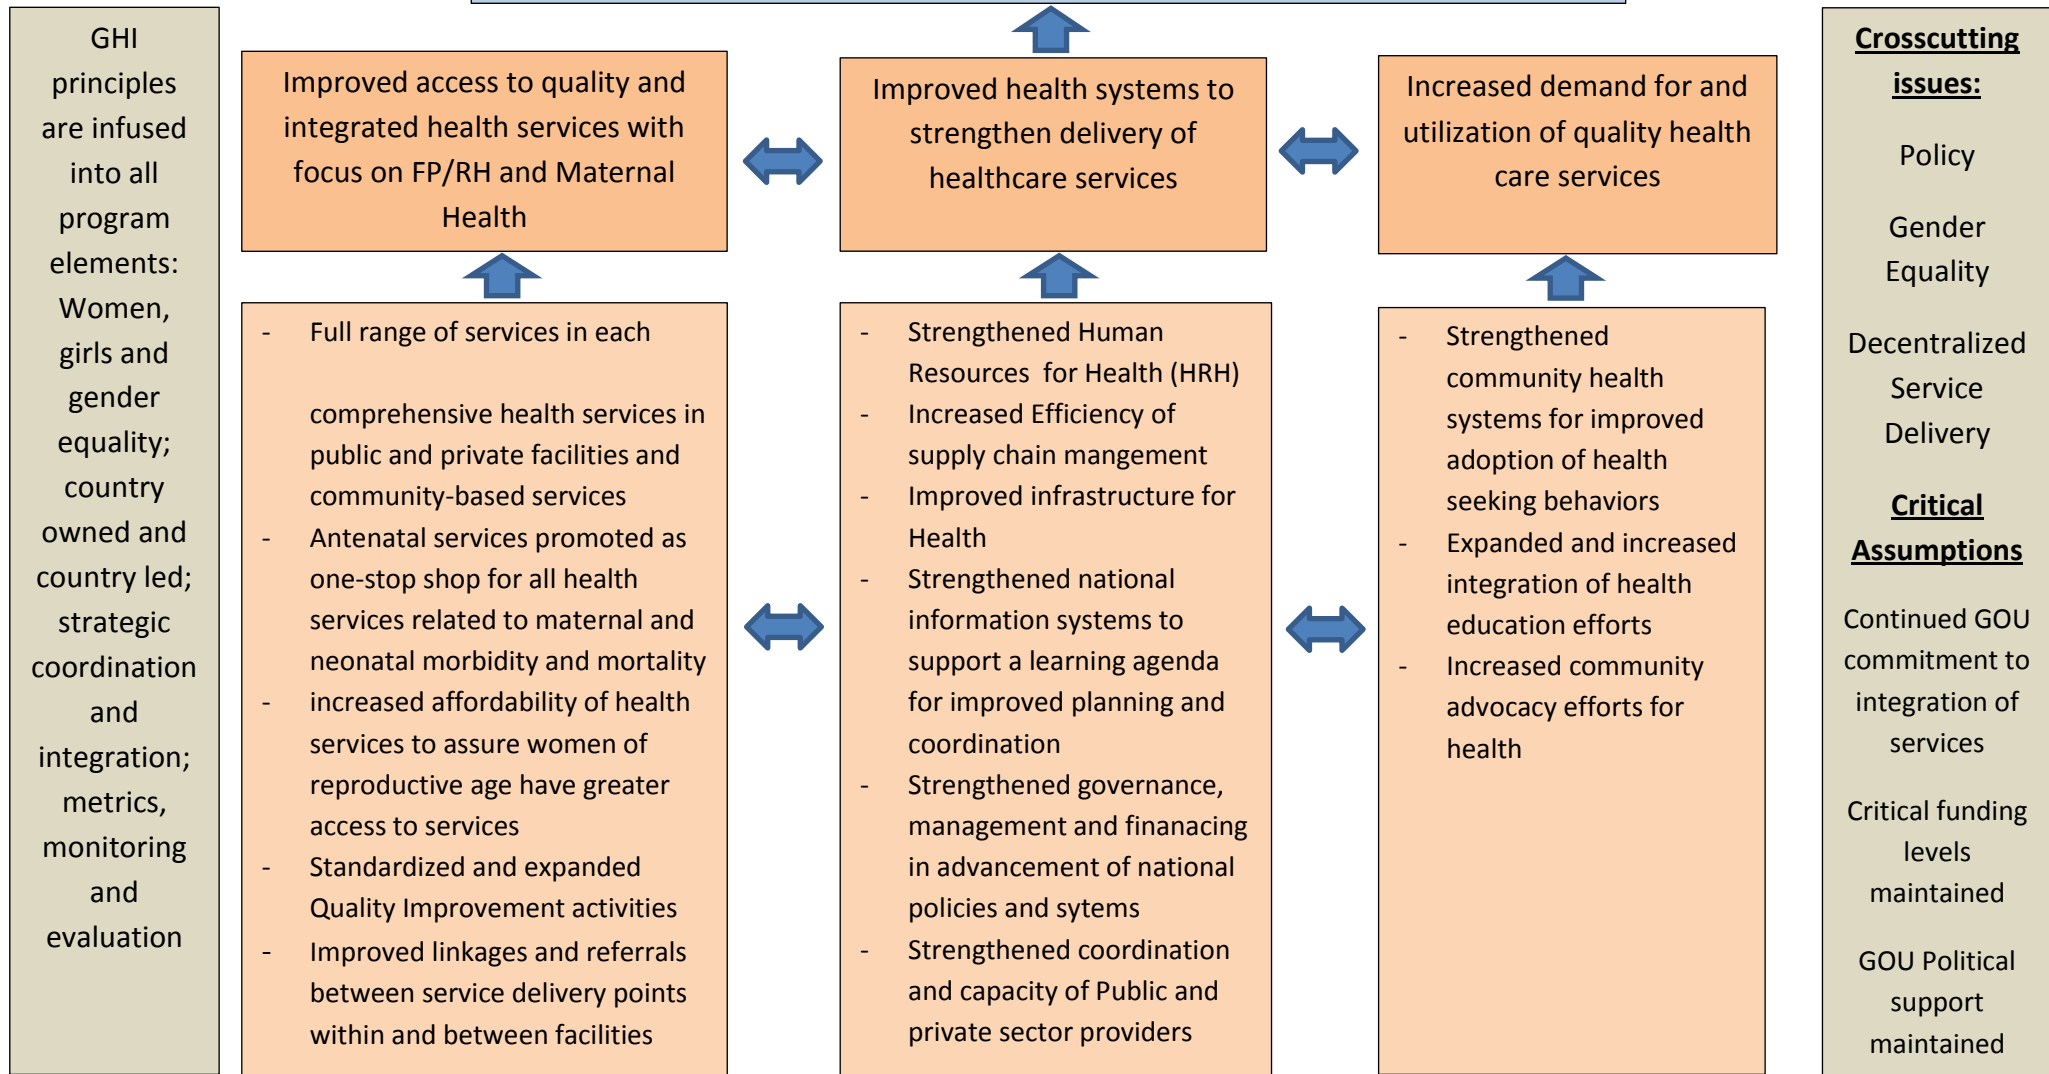 GHI
principles
are infused
into all
program
elements:
Women,
girls and
gender
equality;
country
owned and
country led;
strategic
coordination
and
integration;
metrics,
monitoring
and
evaluation
Improved access to quality and
integrated health services with
focus on FP/RH and Maternal
Health
Improved health systems to
strengthen delivery of
healthcare services
Increased demand for and
utilization of quality health
care services
- Full range of services in each
comprehensive health services in
public and private facilities and
community-based services
- Antenatal services promoted as
one-stop shop for all health
services related to maternal and
neonatal morbidity and mortality
- increased affordability of health
services to assure women of
reproductive age have greater
access to services
- Standardized and expanded
Quality Improvement activities
- Improved linkages and referrals
between service delivery points
within and between facilities
- Strengthened Human
Resources for Health (HRH)
- Increased Efficiency of
supply chain mangement
- Improved infrastructure for
Health
- Strengthened national
information systems to
support a learning agenda
for improved planning and
coordination
- Strengthened governance,
management and finanacing
in advancement of national
policies and sytems
- Strengthened coordination
and capacity of Public and
private sector providers
- Strengthened
community health
systems for improved
adoption of health
seeking behaviors
- Expanded and increased
integration of health
education efforts
- Increased community
advocacy efforts for
health
Crosscutting
issues:
Policy
Gender
Equality
Decentralized
Service
Delivery
Critical
Assumptions
Continued GOU
commitment to
integration of
services
Critical funding
levels
maintained
GOU Political
support
maintained